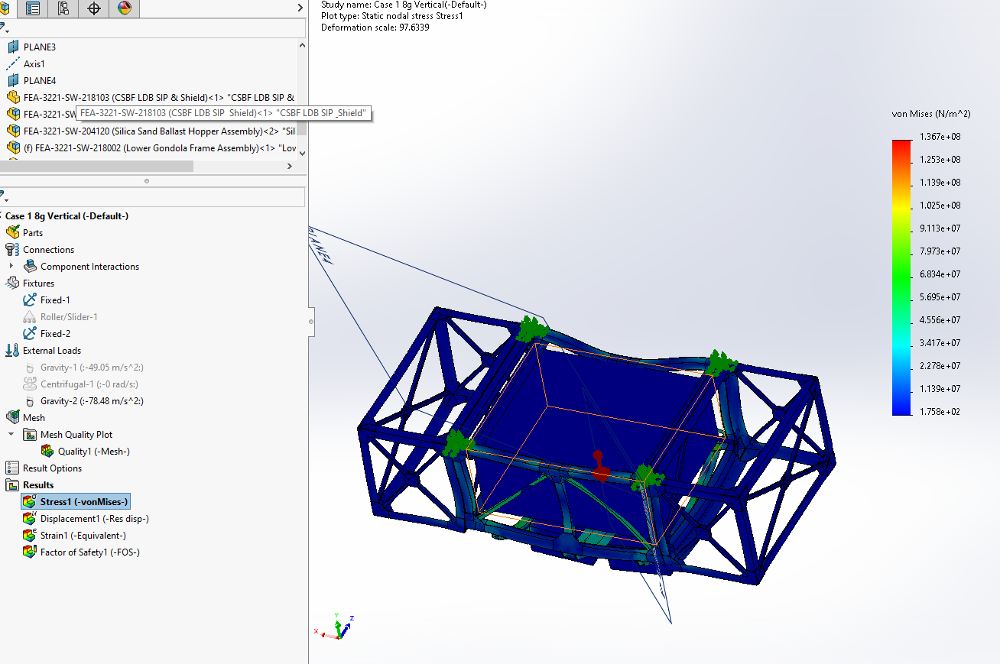 Study name: Case 1 8g Vertical(-Default-)
Plot type: Static nodal stress Stress1
Deformation scale: 97.6339
PLANE3
Axis1
PLANE4
FEA-3221-SW-218103 (CSBF LDB SIP & Shield)<1> "CSBF LDB SIP &
FEA-3221-SW
FEA-3221-SW-218103 (CSBF LDB SIP  Shield)<1> "CSBF LDB SIP _Shield"
FEA-3221-SW-204120 (Silica Sand Ballast Hopper Assembly)<2> "Sil
(f) FEA-3221-SW-218002 (Lower Gondola Frame Assembly)<1> "Low
Case 1 8g Vertical (-Default-)
Parts
Connections
Component Interactions
Fixtures
Fixed-1
Roller/Slider-1
Fixed-2
External Loads
Gravity-1 (:-49.05 m/s^2:)
Centrifugal-1 (:-0 rad/s:)
Gravity-2 (:-78.48 m/s^2:)
Mesh
Mesh Quality Plot
Quality1 (-Mesh-)
Result Options
Results
Stress1 (-vonMises-)
Displacement1 (-Res disp-)
Strain1 (-Equivalent-)
Factor of Safety1 (-FOS-)
von Mises (N/m^2)
1.367e+08
1.253e+08
1.139e+08
1.025e+08
9.113e+07
7.973e+07
6.834e+07
5.695e+07
4.556e+07
3.417e+07
2.278e+07
1.139e+07
1.758e+02
X
Y
Z